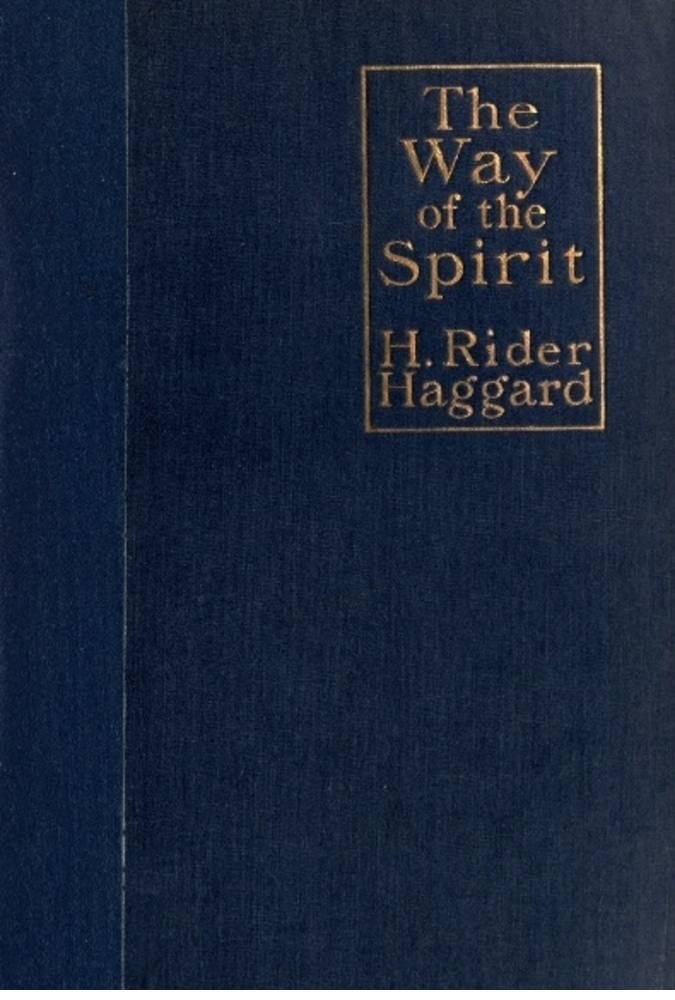 The
Way
of the
Spirit
H. Rider
Haggard